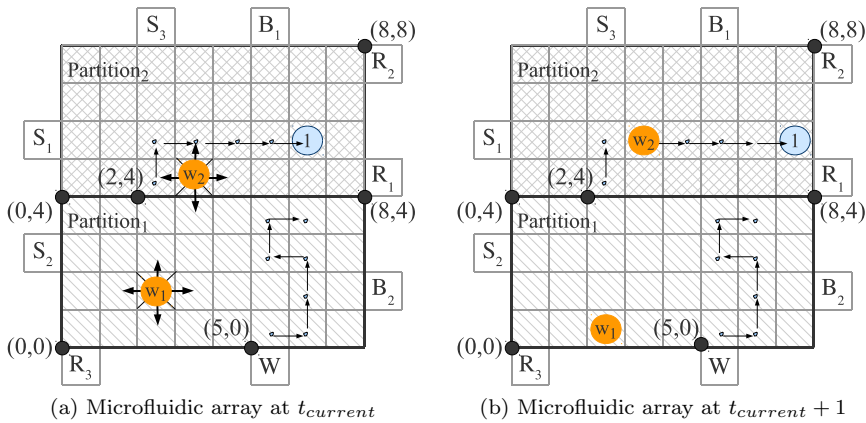 S3 B1 (8,8)
R2
Partition2
S1 1
w2
(2,4) R1
(0,4) (8,4)
Partition1
S2
w1 B2
(5,0)
(0,0)
R3 W
(a) Microfluidic array at tcurrent
S3 B1 (8,8)
R2
Partition2
S1 w2 1
(2,4) R1
(0,4) (8,4)
Partition1
S2
B2
w1 (5,0)
(0,0)
R3 W
(b) Microfluidic array at tcurrent + 1